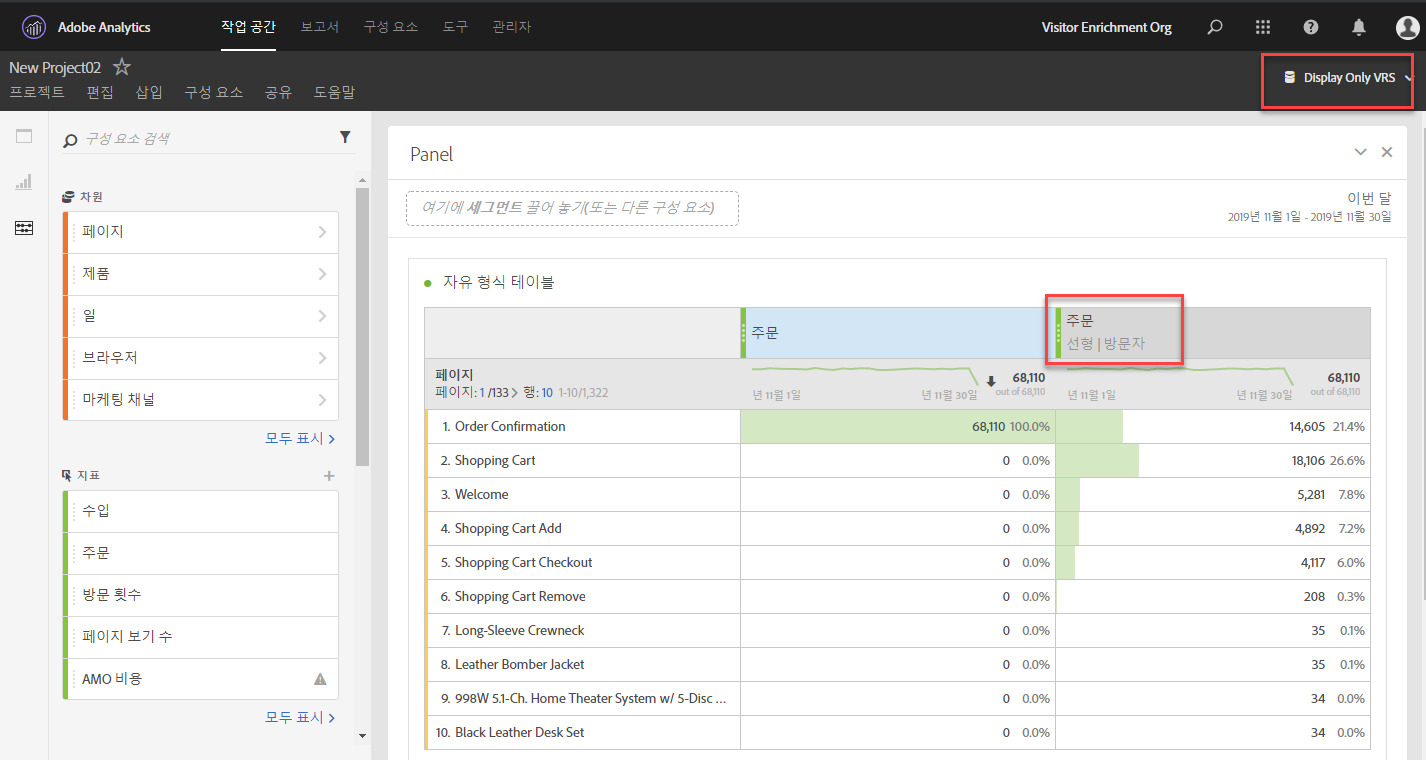 Adobe Analytics 작업 공간 보고서 구성 요소 도구 관리자 Visitor Enrichment Org
New Project02
Display Only VRS
프로젝트 편집 삽입 구성 요소 공유 도움말
구성 요소 검색
차원
페이지
제품
일
브라우저
마케팅 채널
모두 표시
지표
수입
주문
방문 횟수
페이지 보기 수
AMO 비용
모두 표시
Panel
여기에 세그먼트 끌어 놓기(또는 다른 구성 요소)
이번 달
2019년 11월 1일 - 2019년 11월 30일
자유 형식 테이블
주문
주문
선형 | 방문자
페이지
페이지: 1 /133 행: 10 1-10/1,322
년 11월 1일 년 11월 30일
68,110
out of 68,110
년 11월 1일 년 11월 30일
68,110
out of 68,110
1. Order Confirmation 68,110 100.0% 14,605 21.4%
2. Shopping Cart 0 0.0% 18,106 26.6%
3. Welcome 0 0.0% 5,281 7.8%
4. Shopping Cart Add 0 0.0% 4,892 7.2%
5. Shopping Cart Checkout 0 0.0% 4,117 6.0%
6. Shopping Cart Remove 0 0.0% 208 0.3%
7. Long-Sleeve Crewneck 0 0.0% 35 0.1%
8. Leather Bomber Jacket 0 0.0% 35 0.1%
9. 998W 5.1-Ch. Home Theater System w/ 5-Disc ... 0 0.0% 34 0.0%
10. Black Leather Desk Set 0 0.0% 34 0.0%